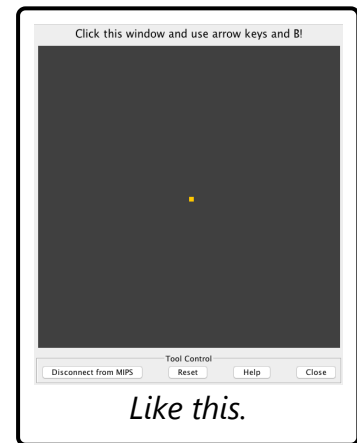 Click this window and use arrow keys and B!
Tool Control
Disconnect from MIPS Reset Help Close
Like this.